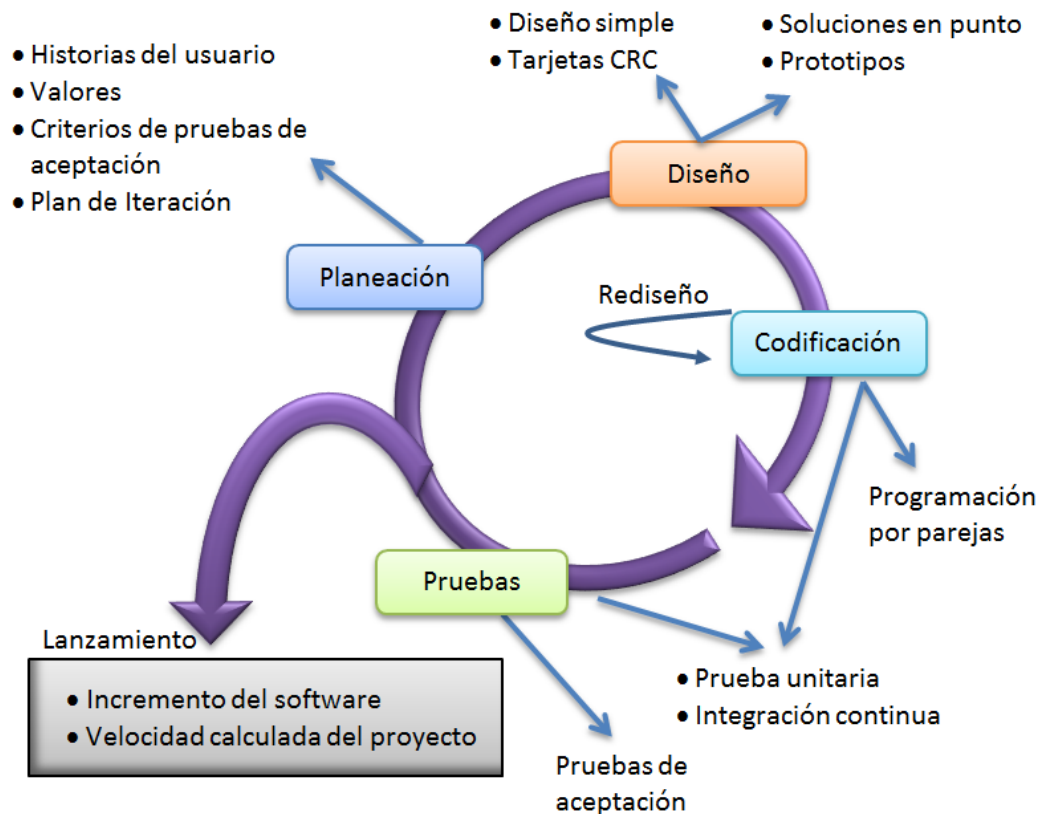 • Historias del usuario
• Valores
• Criterios de pruebas de
aceptación
• Plan de Iteración
• Diseño simple
• Tarjetas CRC
• Soluciones en punto
• Prototipos
Diseño
Planeación
Rediseño
Codificación
Programación
por parejas
Pruebas
Lanzamiento
• Incremento del software
• Velocidad calculada del proyecto
• Prueba unitaria
• Integración continua
Pruebas de
aceptación